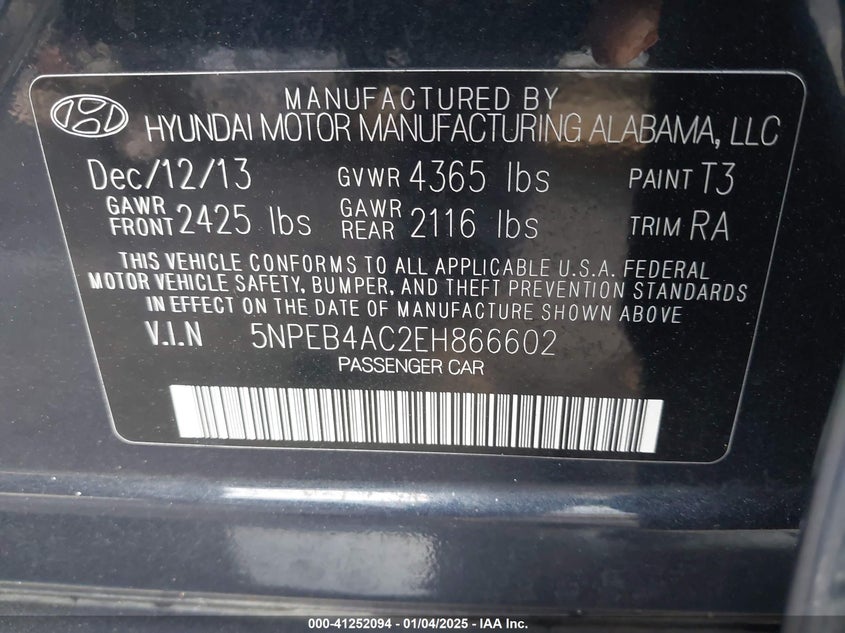 MANUFACTURED BY
HYUNDAI MOTOR MANUFACTURING ALABAMA, LLC
Dec/12/13 GVWR 4365 lbs PAINT T3
GAWR FRONT 2425 lbs GAWR REAR 2116 lbs TRIM RA
THIS VEHICLE CONFORMS TO ALL APPLICABLE U.S.A. FEDERAL
MOTOR VEHICLE SAFETY, BUMPER, AND THEFT PREVENTION STANDARDS
IN EFFECT ON THE DATE OF MANUFACTURE SHOWN ABOVE
V.I.N 5NPEB4AC2EH866602
PASSENGER CAR
000-41252094 — 01/04/2025 — IAA Inc.